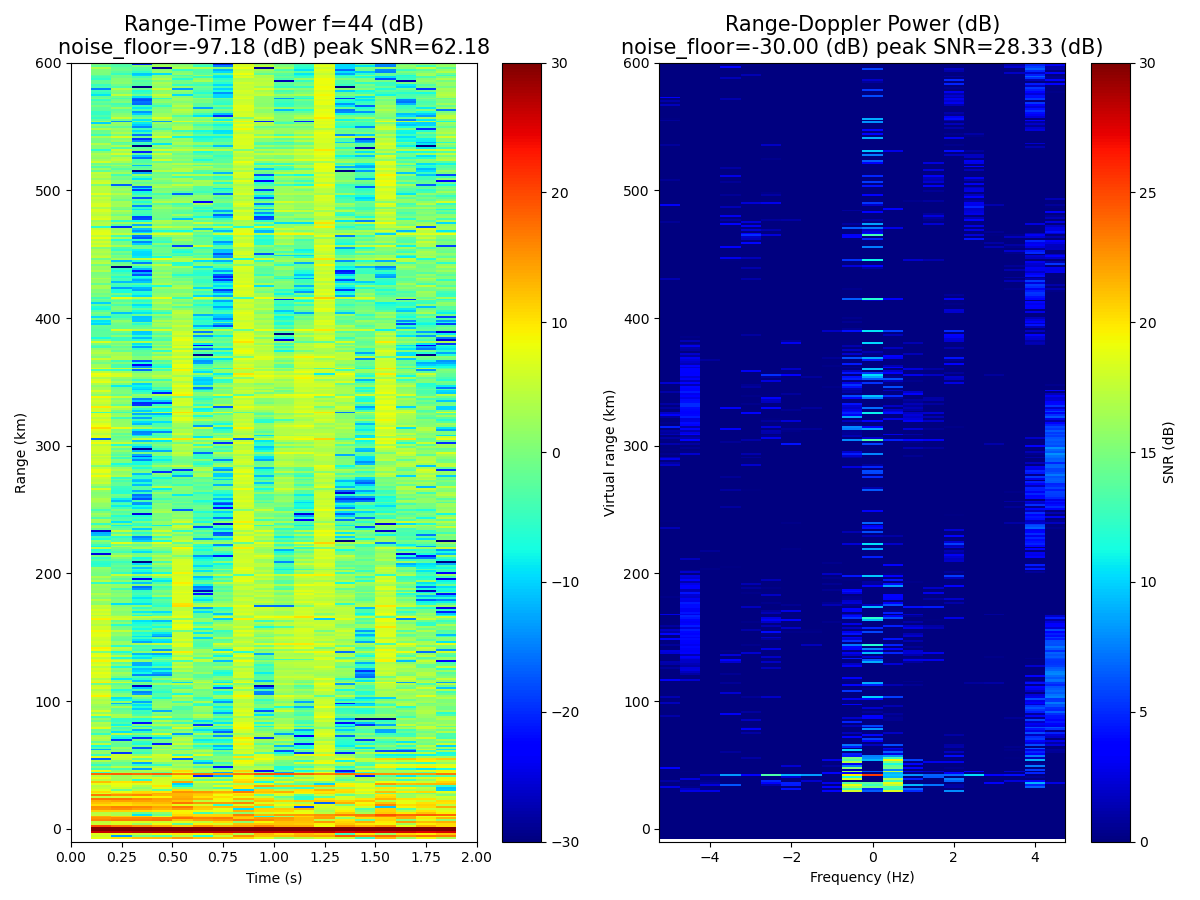 Range-Time Power f=44 (dB)
noise_floor=-97.18 (dB) peak SNR=62.18
Range-Doppler Power (dB)
noise_floor=-30.00 (dB) peak SNR=28.33 (dB)
600
500
400
300
200
100
0
Range (km)
0.00 0.25 0.50 0.75 1.00 1.25 1.50 1.75 2.00
Time (s)
30
20
10
0
−10
−20
−30
600
500
400
300
200
100
0
Virtual range (km)
−4 −2 0 2 4
Frequency (Hz)
30
25
20
15
10
5
0
SNR (dB)